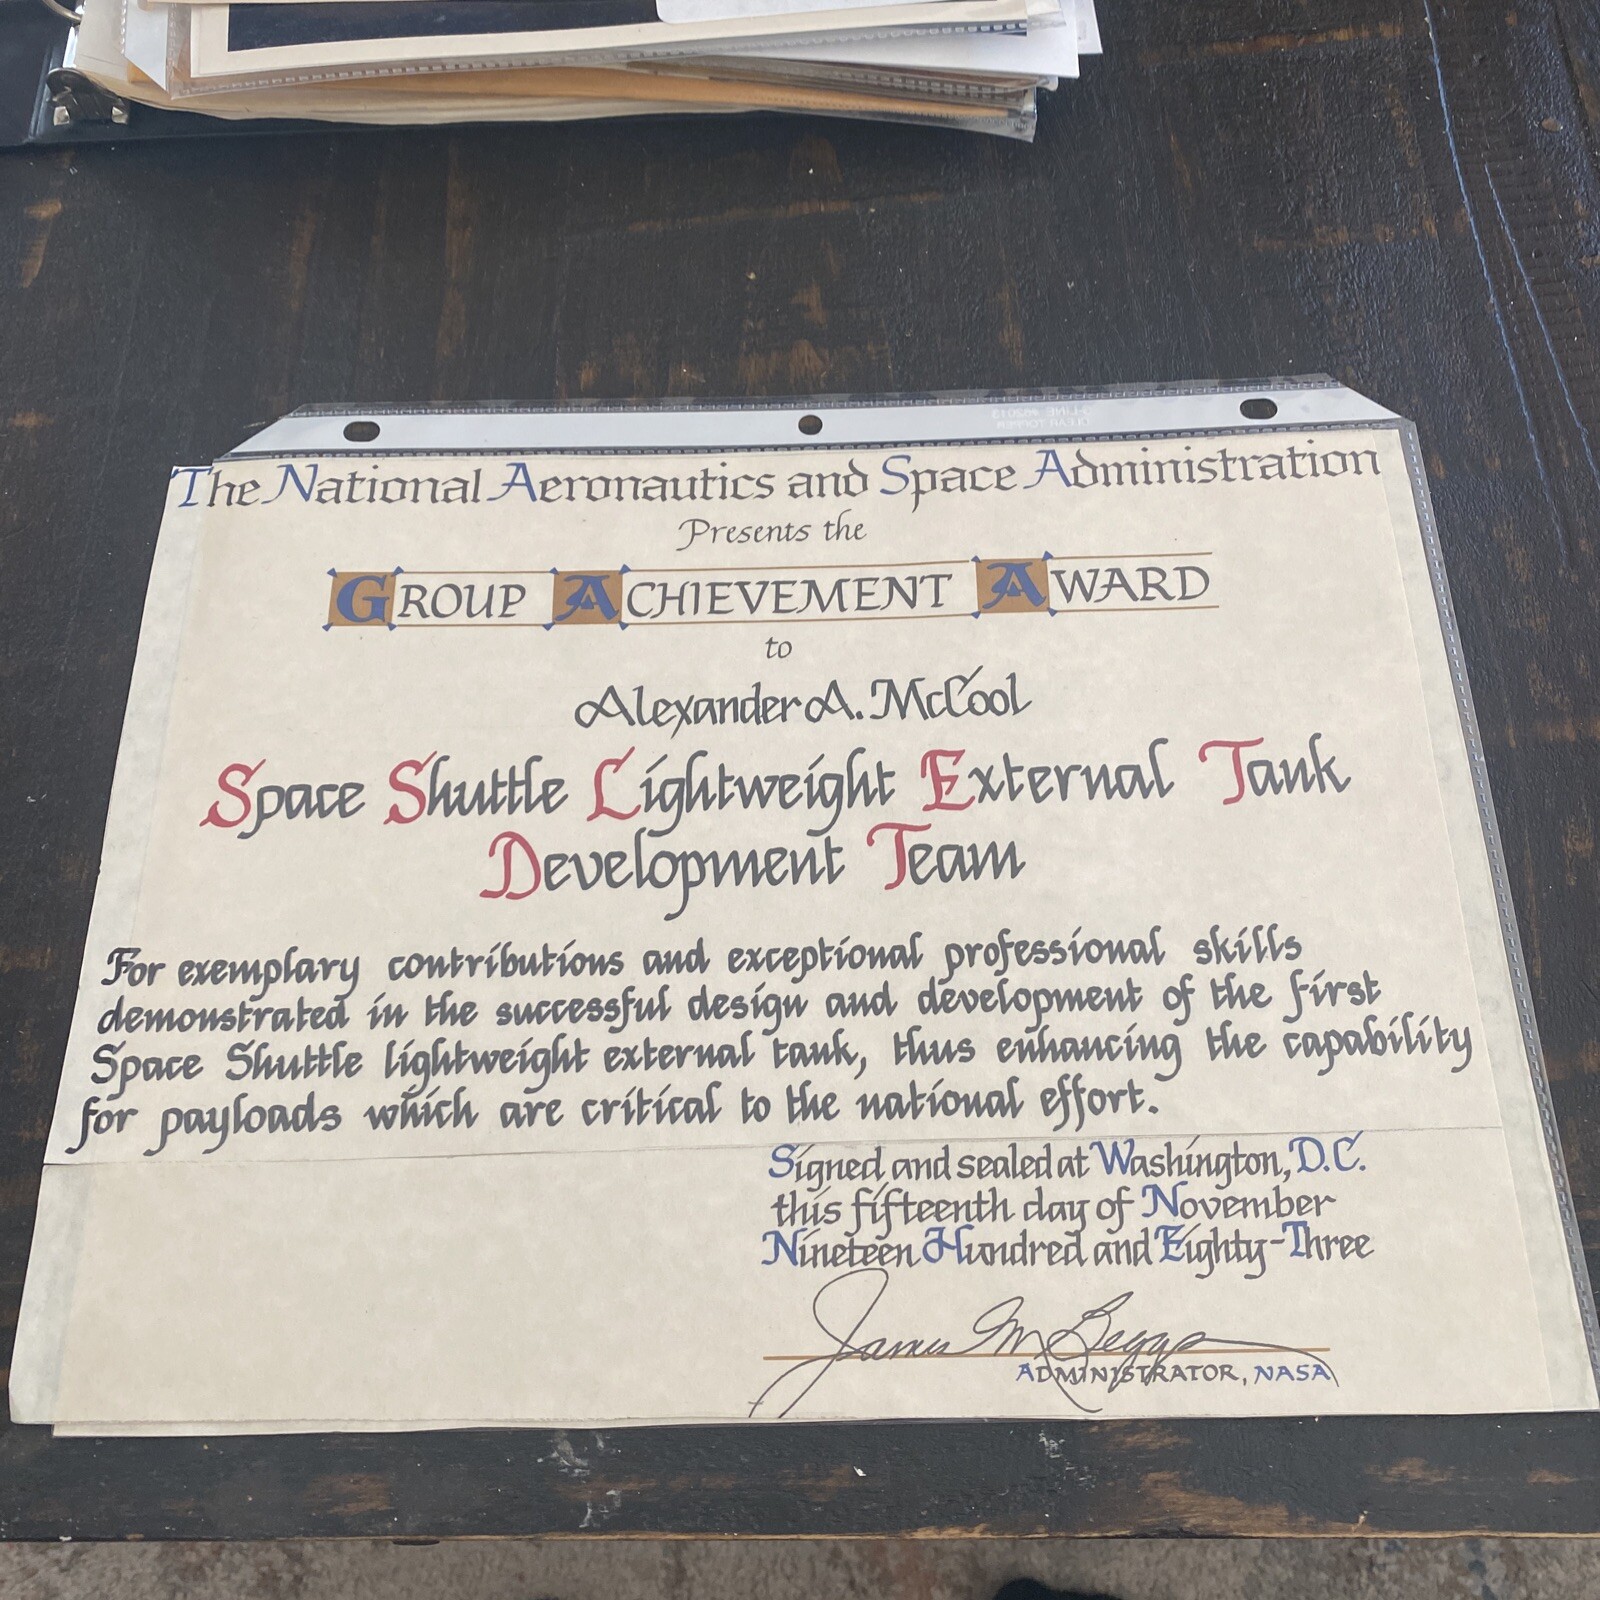 The National Aeronautics and Space Administration
Presents the
GROUP ACHIEVEMENT AWARD
to
Alexander A. McCool
Space Shuttle Lightweight External Tank
Development Team
For exemplary contributions and exceptional professional skills
demonstrated in the successful design and development of the first
Space Shuttle lightweight external tank, thus enhancing the capability
for payloads which are critical to the national effort.
Signed and sealed at Washington, D.C.
this fifteenth day of November
Nineteen Hundred and Eighty-Three
James M Beggs
ADMINISTRATOR, NASA